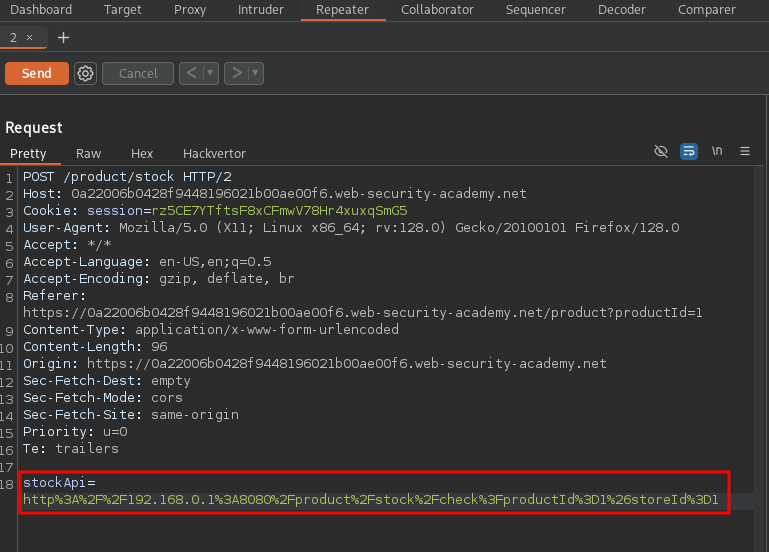 Dashboard Target Proxy Intruder Repeater Collaborator Sequencer Decoder Comparer
2 × +
Send Cancel < ▾ > ▾
Request
Pretty Raw Hex Hackvertor \n
1 POST /product/stock HTTP/2
2 Host: 0a22006b0428f9448196021b00ae00f6.web-security-academy.net
3 Cookie: session=rz5CE7YTftsF8xCFmwV78Hr4xuxqSmG5
4 User-Agent: Mozilla/5.0 (X11; Linux x86_64; rv:128.0) Gecko/20100101 Firefox/128.0
5 Accept: */*
6 Accept-Language: en-US,en;q=0.5
7 Accept-Encoding: gzip, deflate, br
8 Referer:
https://0a22006b0428f9448196021b00ae00f6.web-security-academy.net/product?productId=1
9 Content-Type: application/x-www-form-urlencoded
10 Content-Length: 96
11 Origin: https://0a22006b0428f9448196021b00ae00f6.web-security-academy.net
12 Sec-Fetch-Dest: empty
13 Sec-Fetch-Mode: cors
14 Sec-Fetch-Site: same-origin
15 Priority: u=0
16 Te: trailers
17
18 stockApi=
http%3A%2F%2F192.168.0.1%3A8080%2Fproduct%2Fstock%2Fcheck%3FproductId%3D1%26storeId%3D1